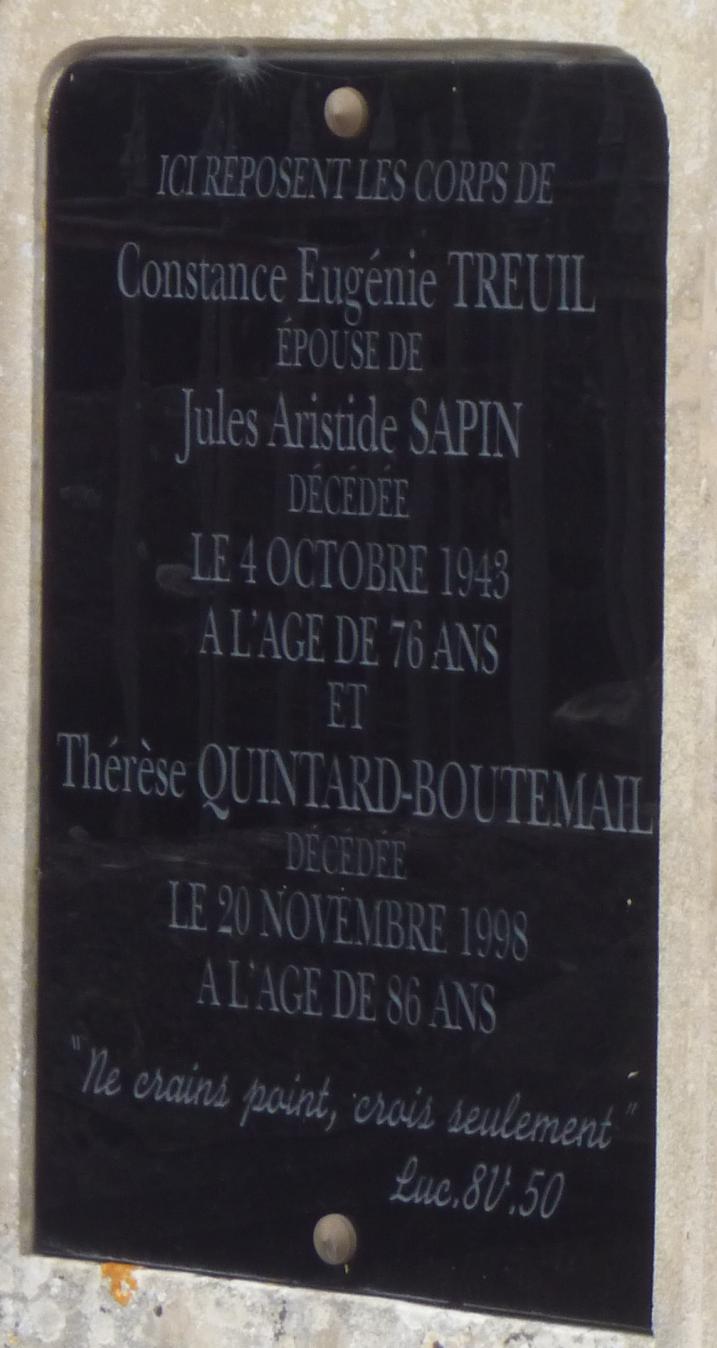 ICI REPOSENT LES CORPS DE
Constance Eugénie TREUIL
ÉPOUSE DE
Jules Aristide SAPIN
DÉCÉDÉE
LE 4 OCTOBRE 1943
A L'AGE DE 76 ANS
ET
Thérèse QUINTARD-BOUTEMAIL
DÉCÉDÉE
LE 20 NOVEMBRE 1998
A L'AGE DE 86 ANS
"Ne crains point, crois seulement"
Luc.8V.50